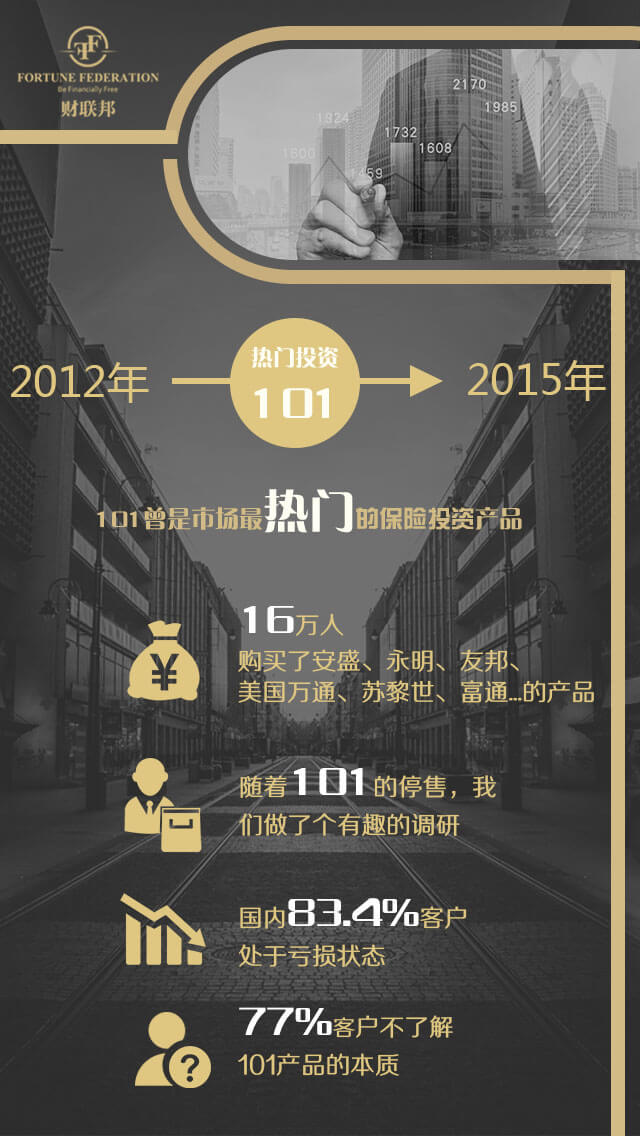 FORTUNE FEDERATION
Be Financially Free
财联邦
2170
1985
1824
1732
1608
1600
1459
2012年
热门投资
101
2015年
101曾是市场最热门的保险投资产品
16万人
购买了安盛、永明、友邦、
美国万通、苏黎世、富通...的产品
随着101的停售，我
们做了个有趣的调研
国内83.4%客户
处于亏损状态
77%客户不了解
101产品的本质